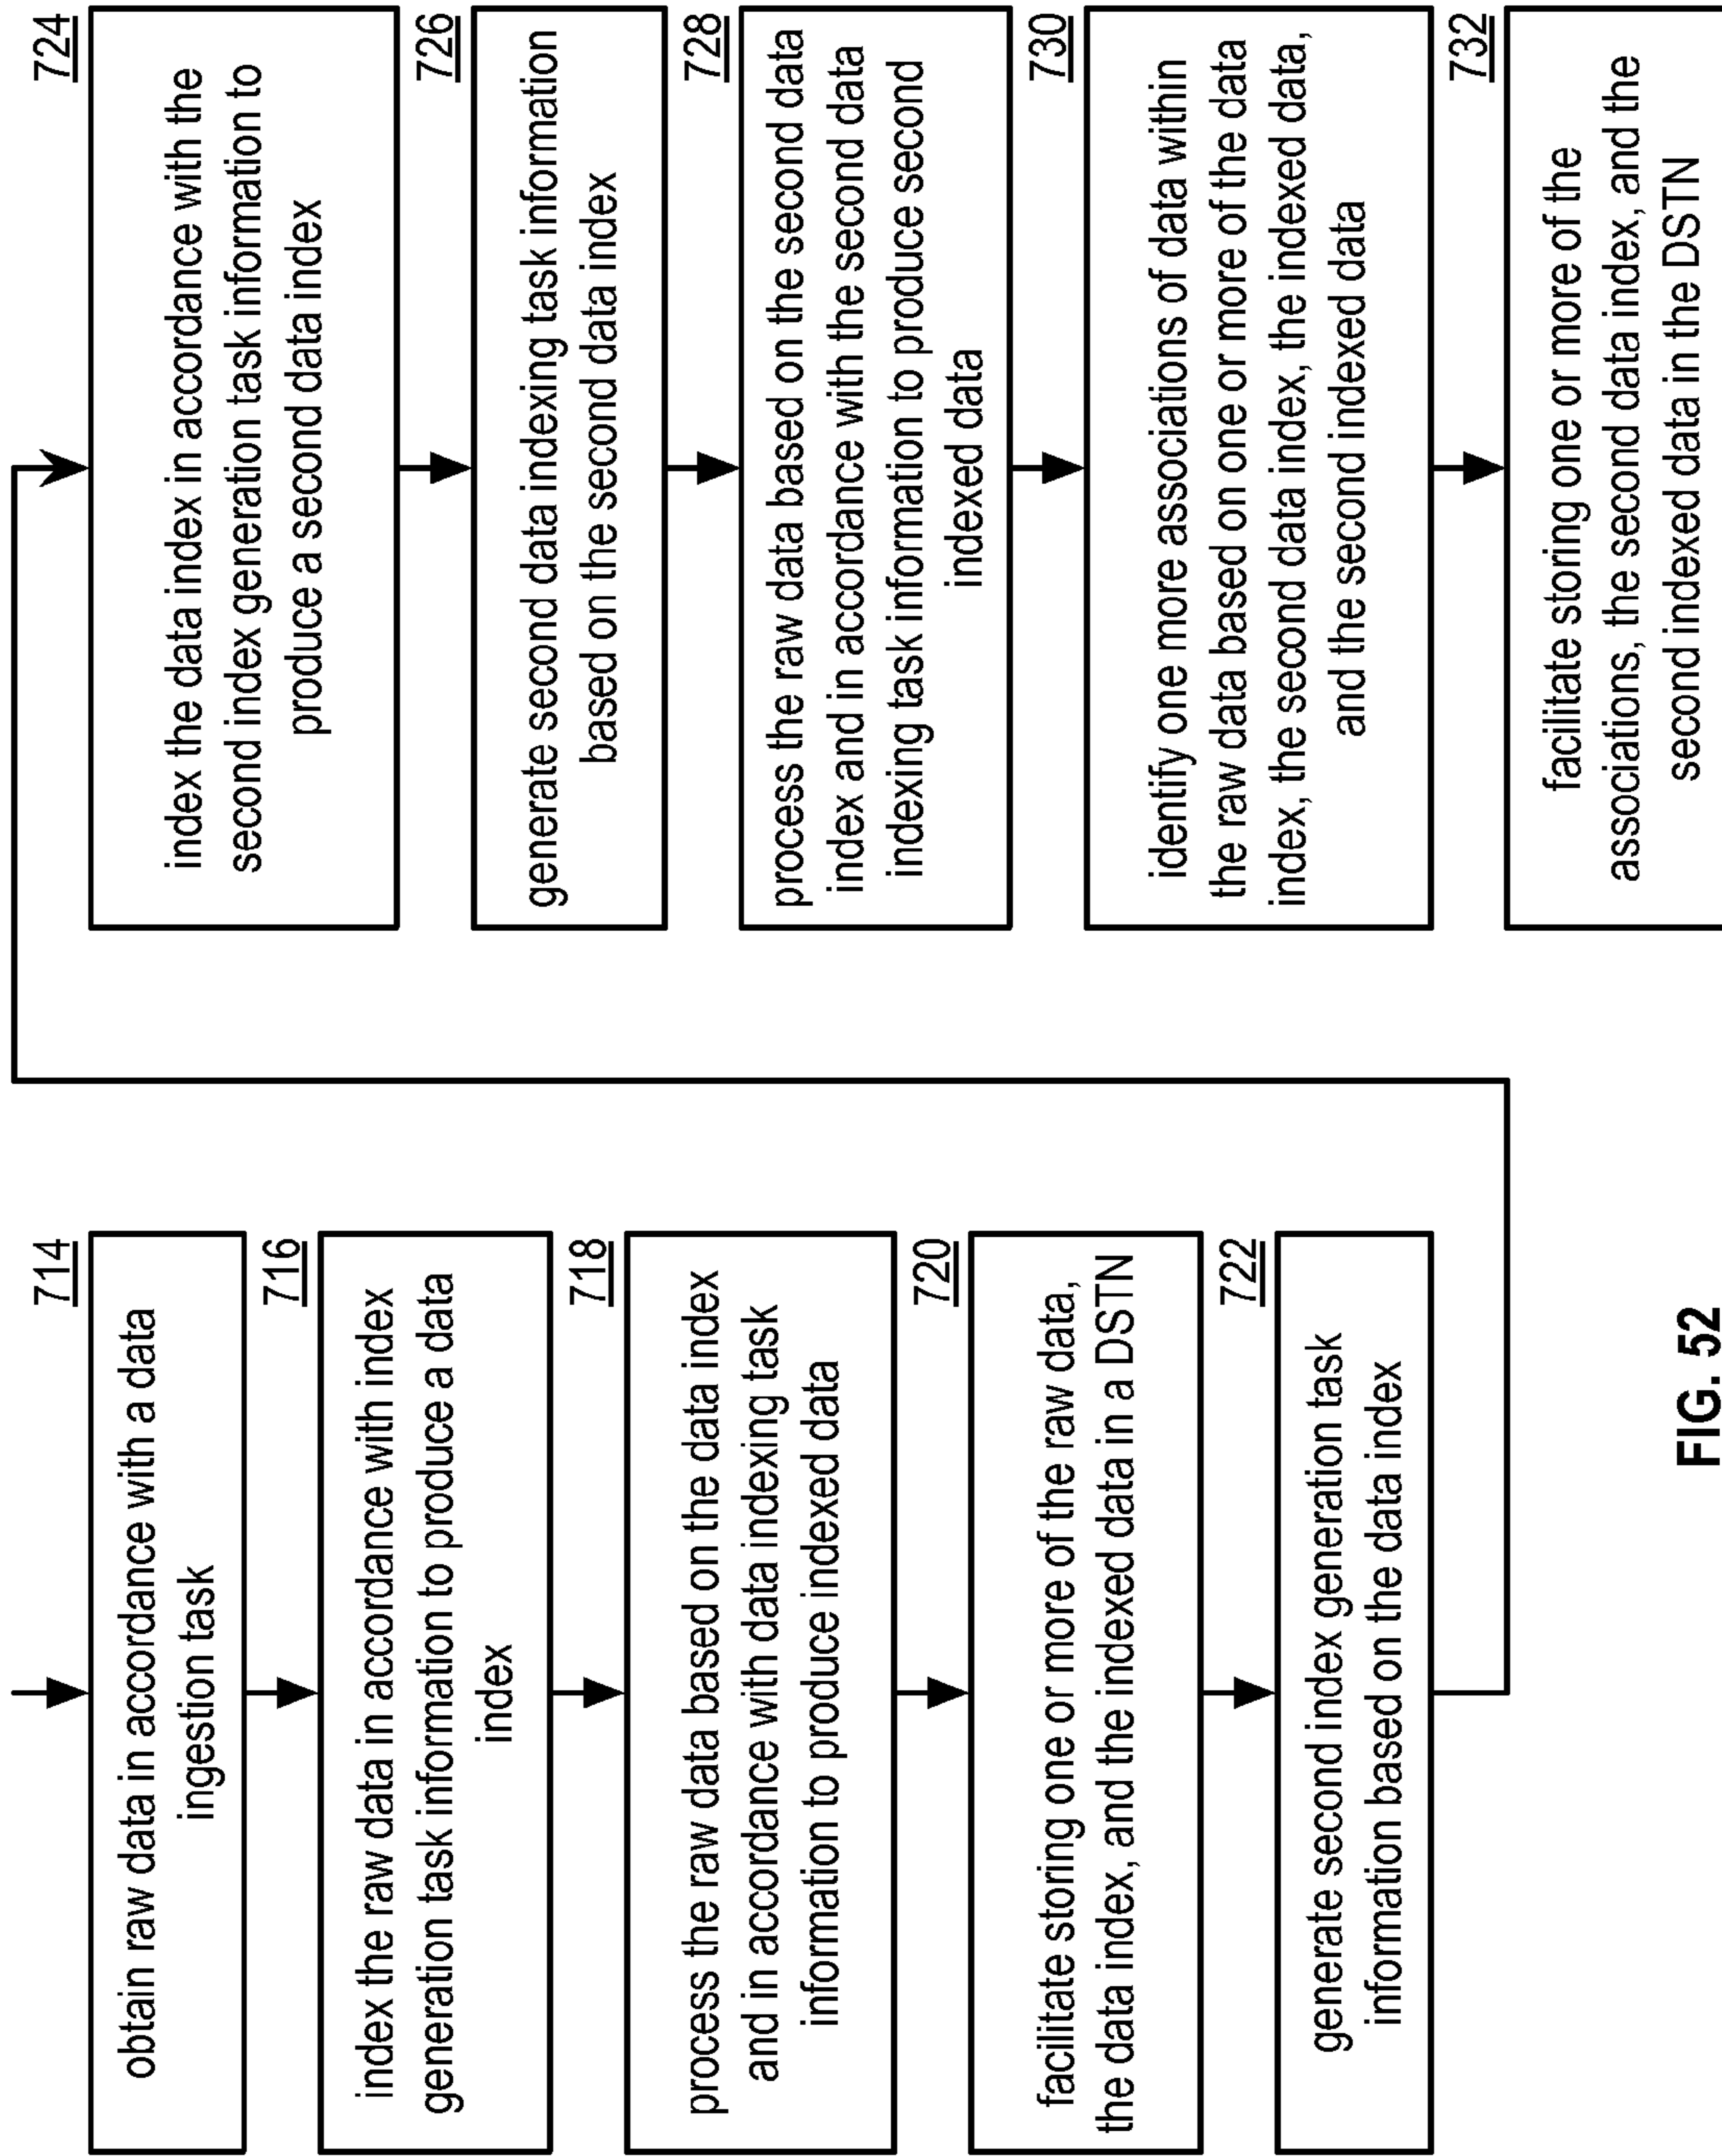 714
obtain raw data in accordance with a data
ingestion task
716
index the raw data in accordance with index
generation task information to produce a data
index
718
process the raw data based on the data index
and in accordance with data indexing task
information to produce indexed data
720
facilitate storing one or more of the raw data,
the data index, and the indexed data in a DSTN
722
generate second index generation task
information based on the data index
724
index the data index in accordance with the
second index generation task information to
produce a second data index
726
generate second data indexing task information
based on the second data index
728
process the raw data based on the second data
index and in accordance with the second data
indexing task information to produce second
indexed data
730
identify one more associations of data within
the raw data based on one or more of the data
index, the second data index, the indexed data,
and the second indexed data
732
facilitate storing one or more of the
associations, the second data index, and the
second indexed data in the DSTN
FIG. 52